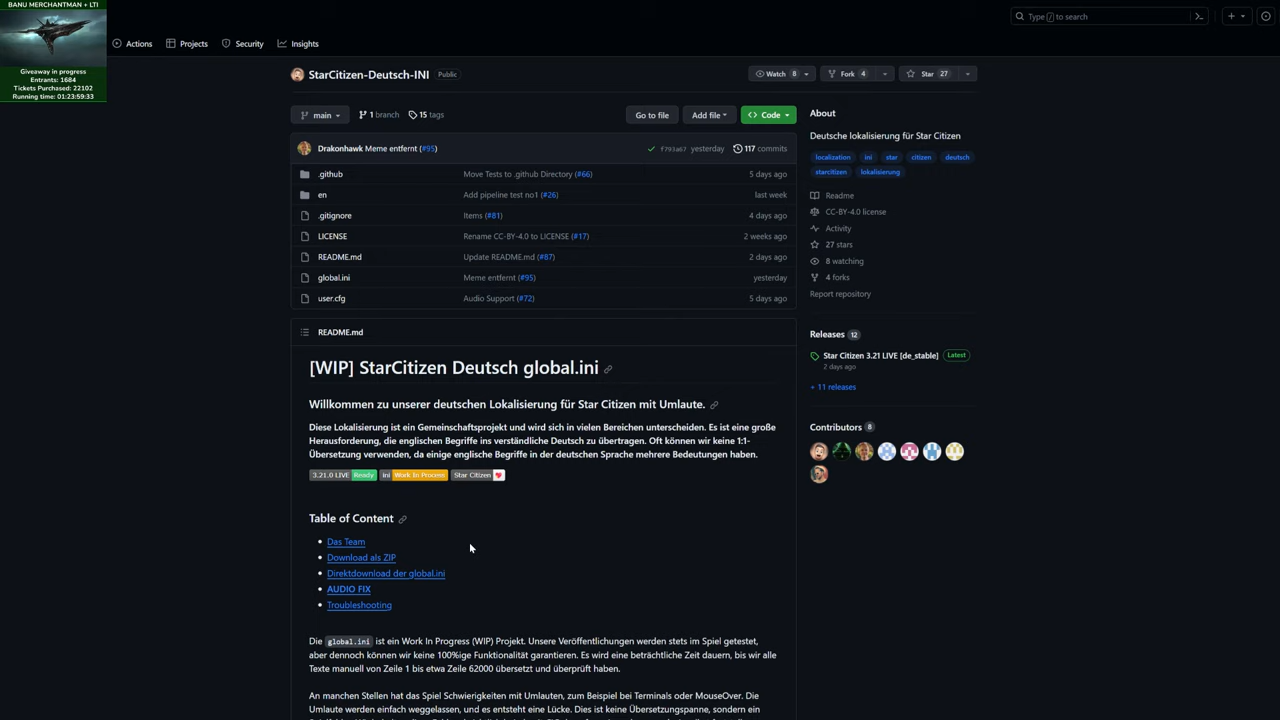 BANU MERCHANTMAN + LTI
Giveaway in progress
Entrants: 1684
Tickets Purchased: 22102
Running time: 01:23:59:33
Type / to search
Actions Projects Security Insights
StarCitizen-Deutsch-INI Public
Watch 8 Fork 4 Star 27
main 1 branch 15 tags Go to file Add file <> Code
About
Deutsche lokalisierung für Star Citizen
localization ini star citizen deutsch
starcitizen lokalisierung
Drakonhawk Meme entfernt (#95) f793a67 yesterday 117 commits
.github Move Tests to .github Directory (#66) 5 days ago
en Add pipeline test no1 (#26) last week
.gitignore Items (#81) 4 days ago
LICENSE Rename CC-BY-4.0 to LICENSE (#17) 2 weeks ago
README.md Update README.md (#87) 2 days ago
global.ini Meme entfernt (#95) yesterday
user.cfg Audio Support (#72) 5 days ago
Readme
CC-BY-4.0 license
Activity
27 stars
8 watching
4 forks
Report repository
Releases 12
Star Citizen 3.21 LIVE [de_stable] Latest
2 days ago
+ 11 releases
Contributors 8
README.md
[WIP] StarCitizen Deutsch global.ini
Willkommen zu unserer deutschen Lokalisierung für Star Citizen mit Umlaute.
Diese Lokalisierung ist ein Gemeinschaftsprojekt und wird sich in vielen Bereichen unterscheiden. Es ist eine große
Herausforderung, die englischen Begriffe ins verständliche Deutsch zu übertragen. Oft können wir keine 1:1-
Übersetzung verwenden, da einige englische Begriffe in der deutschen Sprache mehrere Bedeutungen haben.
3.21.0 LIVE Ready ini Work In Process Star Citizen
Table of Content
Das Team
Download als ZIP
Direktdownload der global.ini
AUDIO FIX
Troubleshooting
Die global.ini ist ein Work In Progress (WIP) Projekt. Unsere Veröffentlichungen werden stets im Spiel getestet,
aber dennoch können wir keine 100%ige Funktionalität garantieren. Es wird eine beträchtliche Zeit dauern, bis wir alle
Texte manuell von Zeile 1 bis etwa Zeile 62000 übersetzt und überprüft haben.
An manchen Stellen hat das Spiel Schwierigkeiten mit Umlauten, zum Beispiel bei Terminals oder MouseOver. Die
Umlaute werden einfach weggelassen, und es entsteht eine Lücke. Dies ist keine Übersetzungspanne, sondern ein